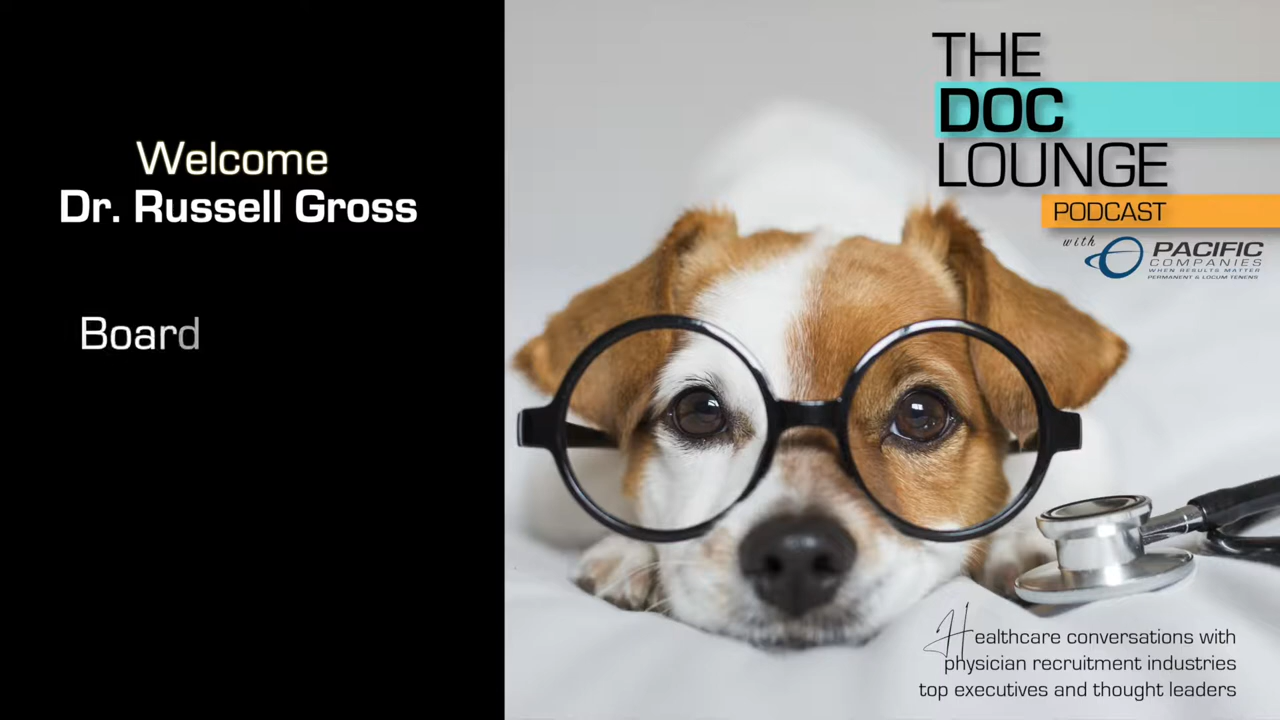 Welcome
Dr. Russell Gross
Board
THE
DOC
LOUNGE
PODCAST
with
PACIFIC
COMPANIES
WHEN RESULTS MATTER
PERMANENT & LOCUM TENENS
Healthcare conversations with
physician recruitment industries
top executives and thought leaders